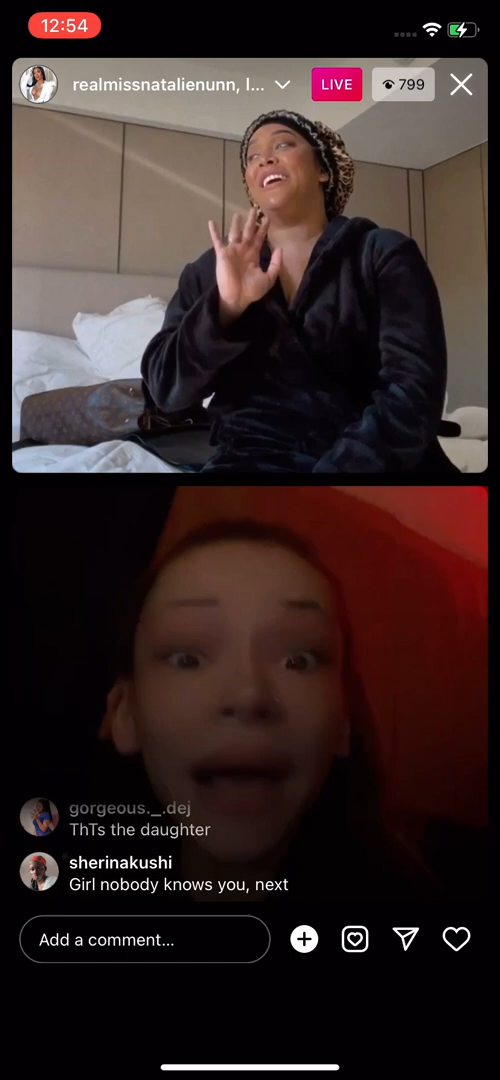 12:54
realmissnatalienunn, l...
LIVE
799
gorgeous._.dej
ThTs the daughter
sherinakushi
Girl nobody knows you, next
Add a comment...